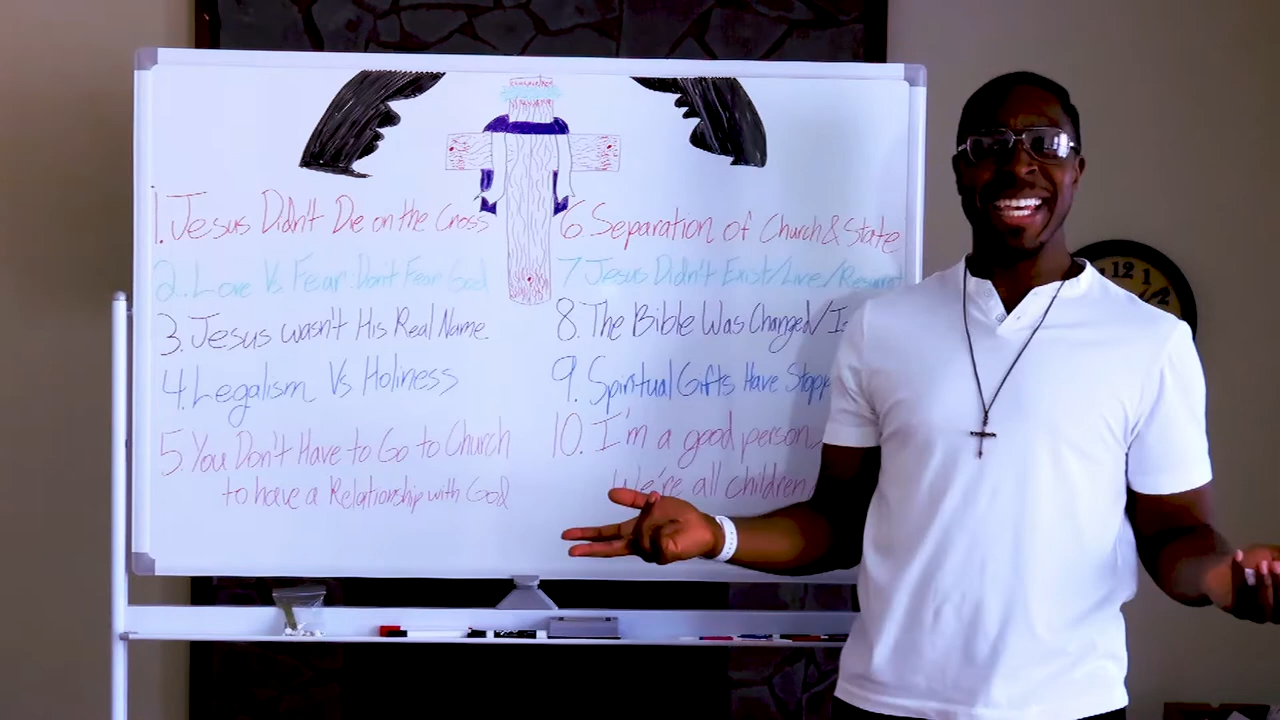 1. Jesus Didn't Die on the Cross
2. Love Vs Fear. Don't Fear God
3. Jesus wasn't His Real Name
4. Legalism Vs Holiness
5. You Don't Have to Go to Church
to have a Relationship with God
6. Separation of Church & State
7 Jesus Didn't Exist/Live/
8. The Bible Was Changed/
9. Spiritual Gifts Have
10. I'm a good person,
We're all children
12 1
2